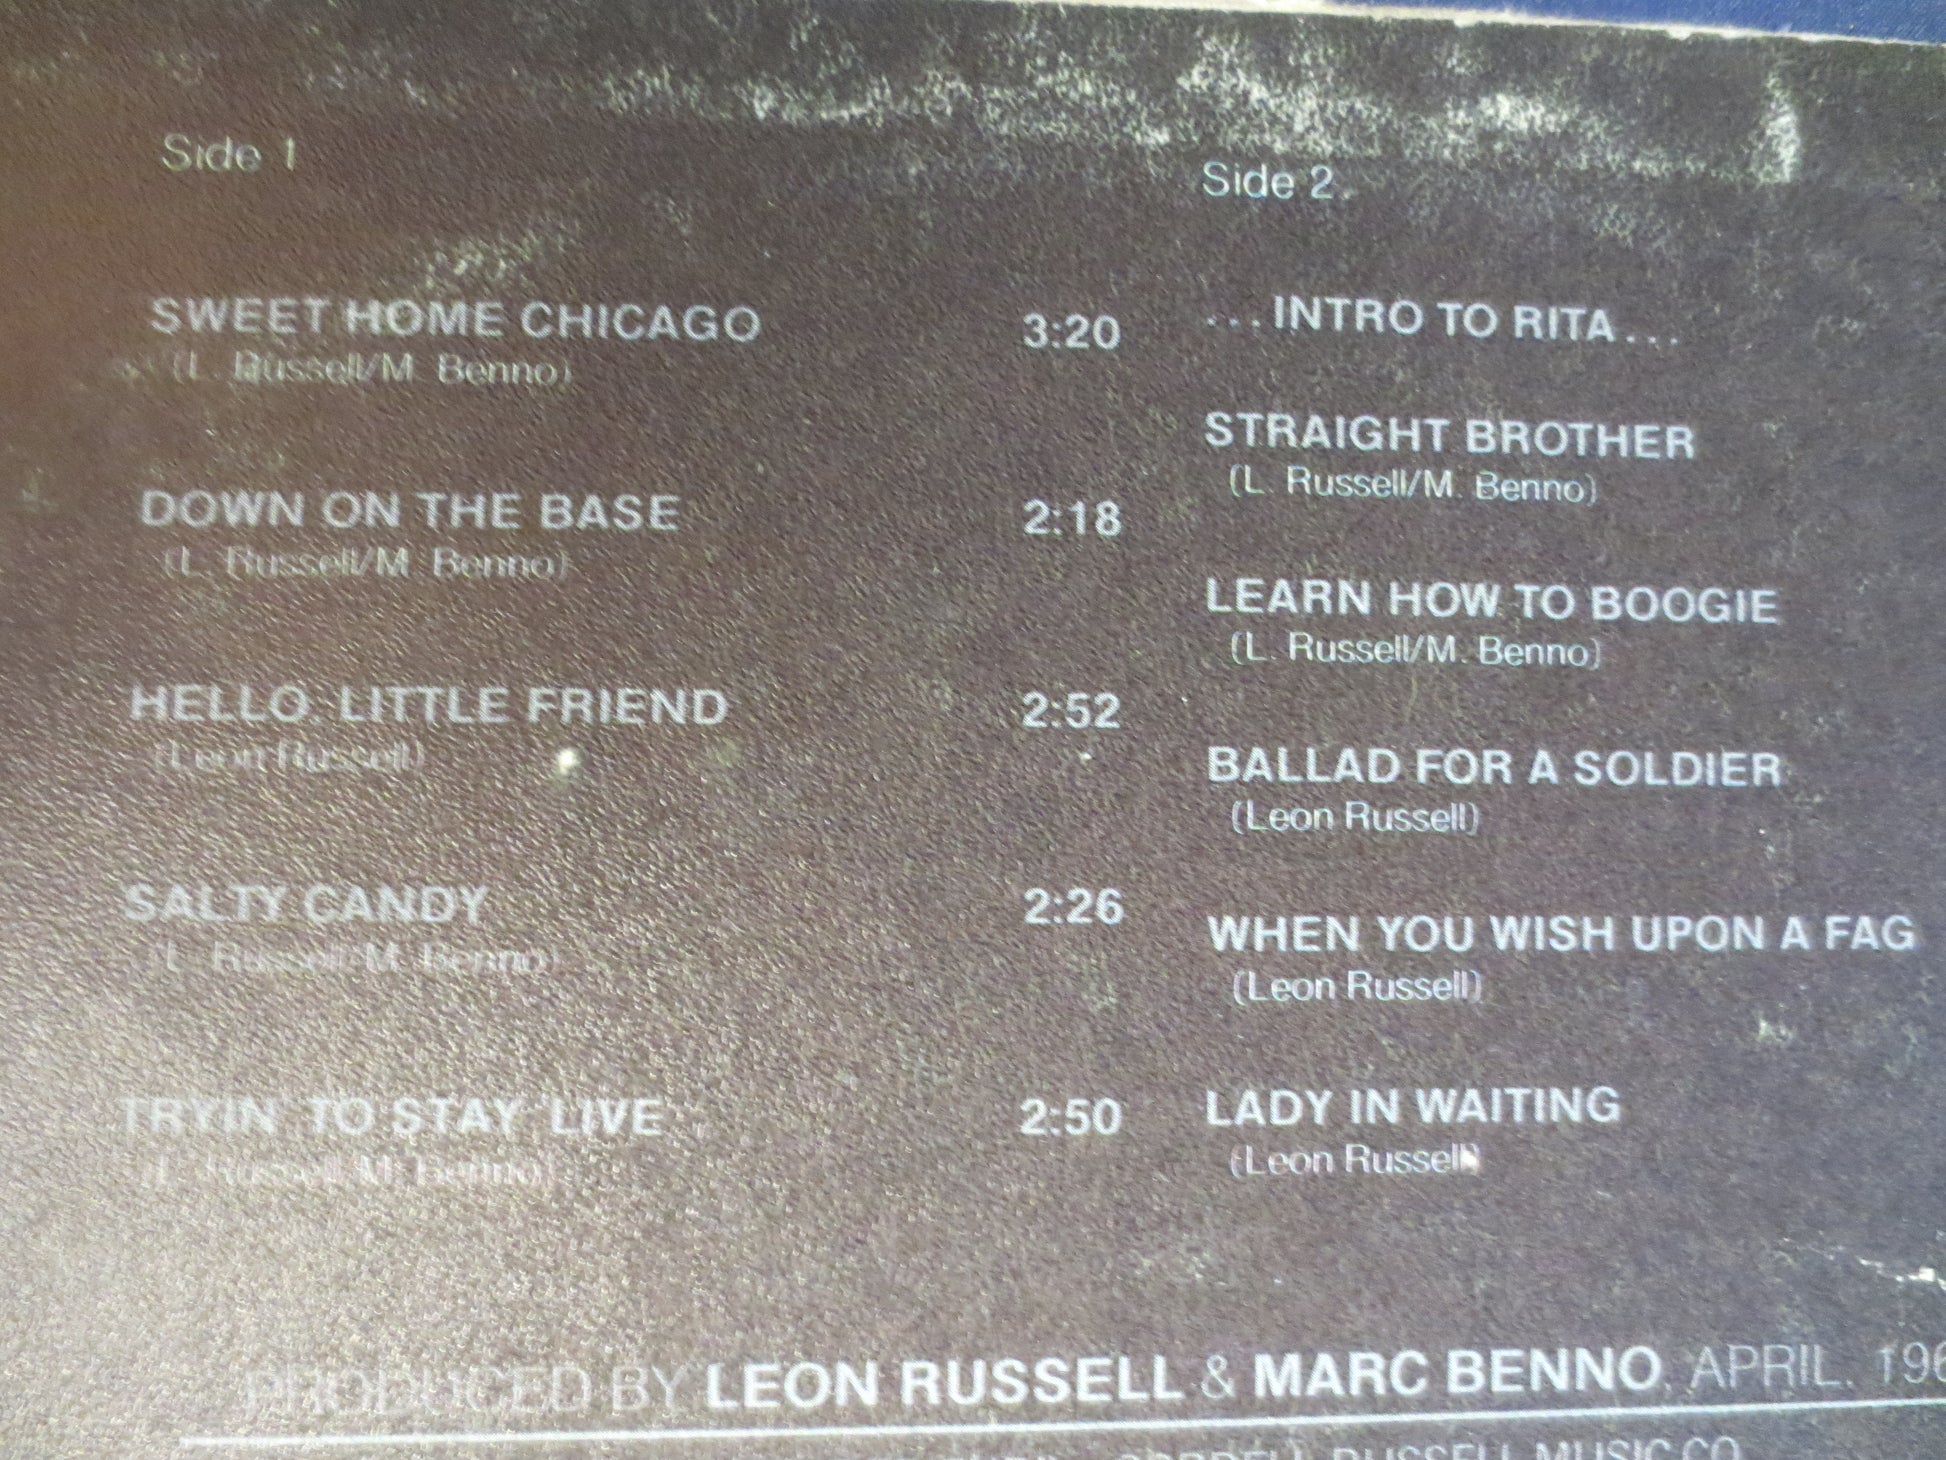 Side 1
SWEET HOME CHICAGO 3:20
(L. Russell/M. Benno)
DOWN ON THE BASE 2:18
(L. Russell/M. Benno)
HELLO, LITTLE FRIEND 2:52
(Leon Russell)
SALTY CANDY 2:26
(L. Russell/M. Benno)
TRYIN' TO STAY 'LIVE 2:50
(L. Russell/M. Benno)
Side 2
...INTRO TO RITA...
STRAIGHT BROTHER
(L. Russell/M. Benno)
LEARN HOW TO BOOGIE
(L. Russell/M. Benno)
BALLAD FOR A SOLDIER
(Leon Russell)
WHEN YOU WISH UPON A FAG
(Leon Russell)
LADY IN WAITING
(Leon Russell)
PRODUCED BY LEON RUSSELL & MARC BENNO, APRIL, 196
RUSSELL MUSIC CO